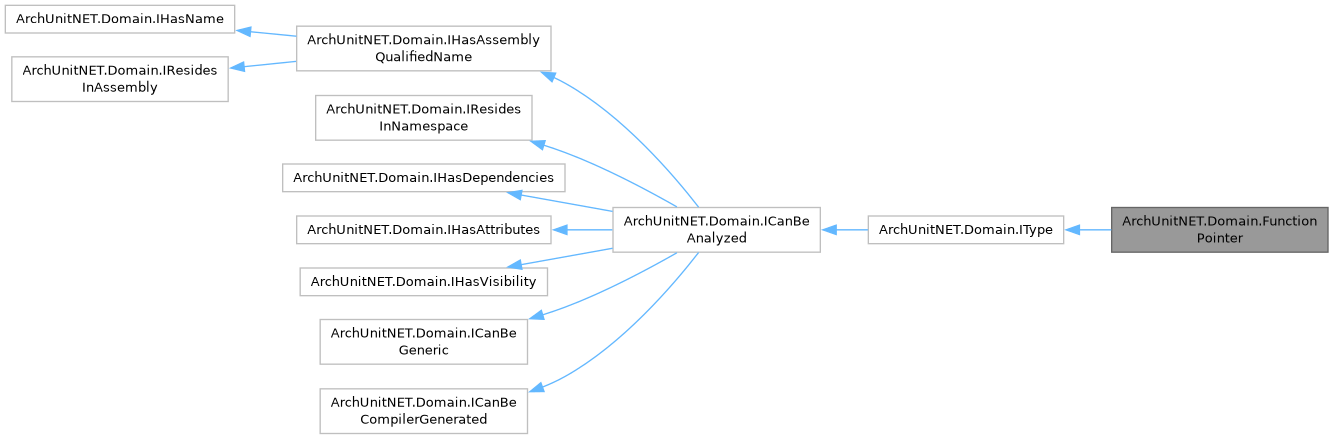 ArchUnitNET.Domain.IHasName
ArchUnitNET.Domain.IResides
InAssembly
ArchUnitNET.Domain.IHasAssembly
QualifiedName
ArchUnitNET.Domain.IResides
InNamespace
ArchUnitNET.Domain.IHasDependencies
ArchUnitNET.Domain.IHasAttributes
ArchUnitNET.Domain.IHasVisibility
ArchUnitNET.Domain.ICanBe
Generic
ArchUnitNET.Domain.ICanBe
CompilerGenerated
ArchUnitNET.Domain.ICanBe
Analyzed
ArchUnitNET.Domain.IType
ArchUnitNET.Domain.Function
Pointer